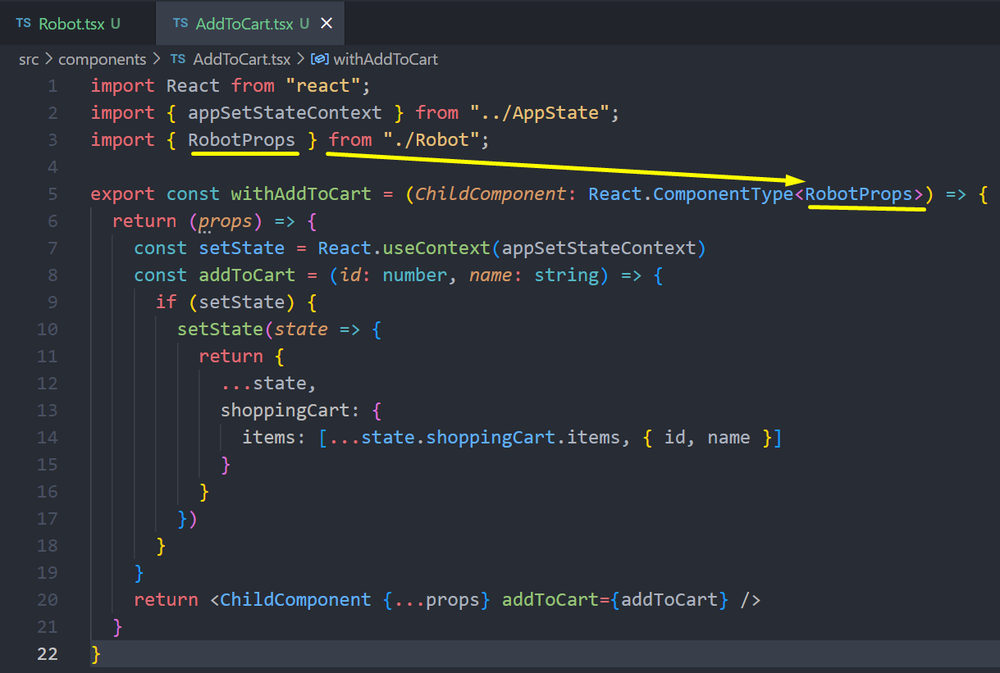 TS Robot.tsx U TS AddToCart.tsx U
src > components > TS AddToCart.tsx > withAddToCart
1 import React from "react";
2 import { appSetStateContext } from "../AppState";
3 import { RobotProps } from "./Robot";
4
5 export const withAddToCart = (ChildComponent: React.ComponentType<RobotProps>) => {
6 return (props) => {
7 const setState = React.useContext(appSetStateContext)
8 const addToCart = (id: number, name: string) => {
9 if (setState) {
10 setState(state => {
11 return {
12 ...state,
13 shoppingCart: {
14 items: [...state.shoppingCart.items, { id, name }]
15 }
16 }
17 })
18 }
19 }
20 return <ChildComponent {...props} addToCart={addToCart} />
21 }
22 }